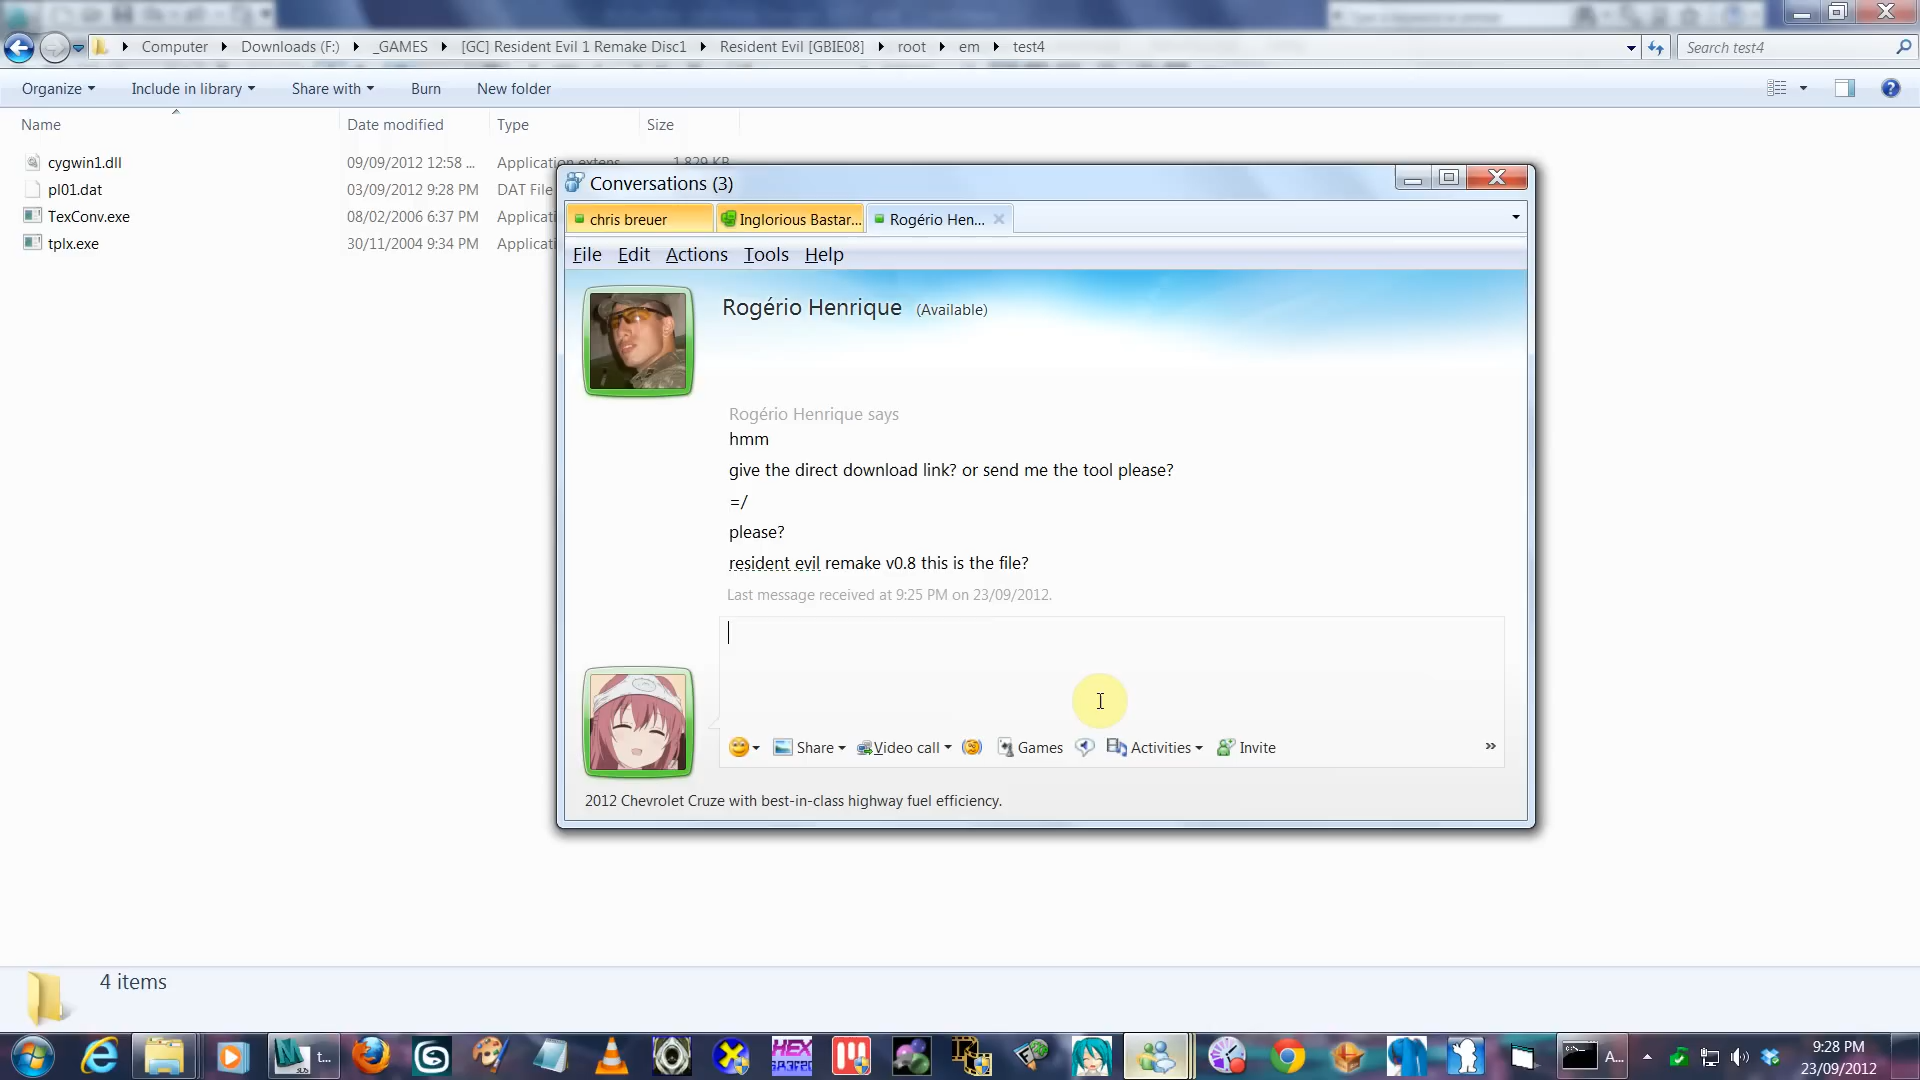 Computer
Downloads (F:)
_GAMES
[GC] Resident Evil 1 Remake Disc1
Resident Evil [GBIE08]
root
em
test4
Search test4
Organize
Include in library
Share with
Burn
New folder
Name
Date modified
Type
Size
cygwin1.dll
09/09/2012 12:58 ...
Application extens...
1,829 KB
pl01.dat
03/09/2012 9:28 PM
DAT File
TexConv.exe
08/02/2006 6:37 PM
tplx.exe
30/11/2004 9:34 PM
Conversations (3)
chris breuer
Inglorious Bastar...
Rogério Hen...
File Edit Actions Tools Help
Rogério Henrique (Available)
Rogério Henrique says
hmm
give the direct download link? or send me the tool please?
=/
please?
resident evil remake v0.8 this is the file?
Last message received at 9:25 PM on 23/09/2012.
Share
Video call
Games
Activities
Invite
»
2012 Chevrolet Cruze with best-in-class highway fuel efficiency.
4 items
t...
HEX
A...
9:28 PM
23/09/2012